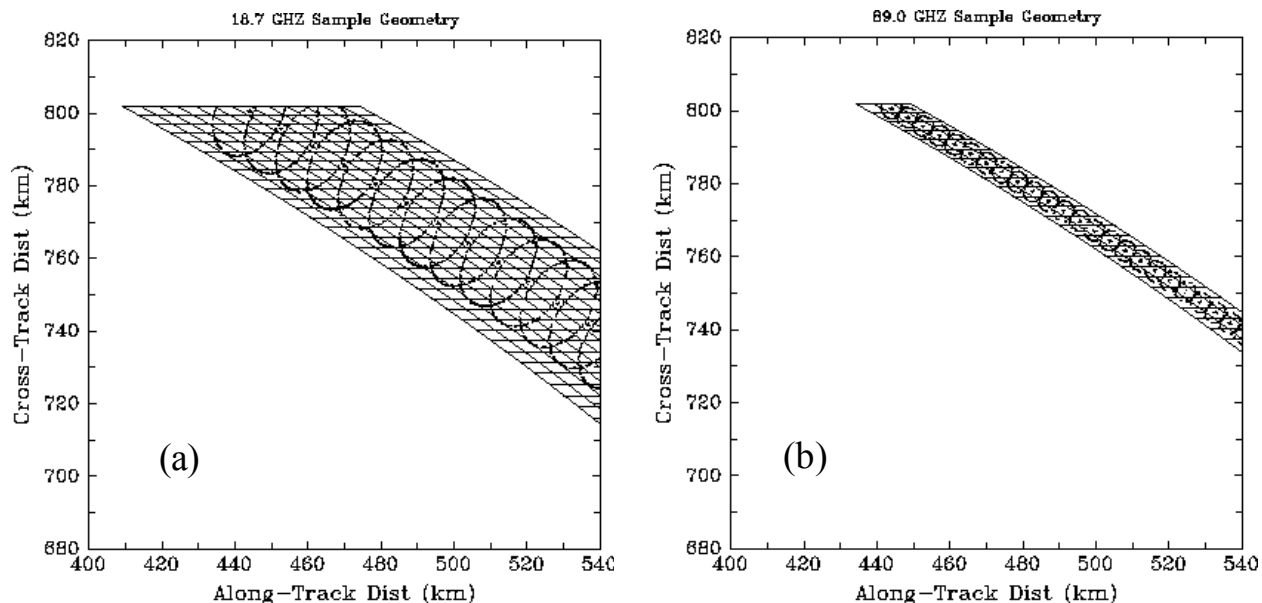 18.7 GHZ Sample Geometry
820
800
780
760
740
720
700
680
Cross-Track Dist (km)
(a)
400 420 440 460 480 500 520 540
Along-Track Dist (km)
89.0 GHZ Sample Geometry
820
800
780
760
740
720
700
680
Cross-Track Dist (km)
(b)
400 420 440 460 480 500 520 540
Along-Track Dist (km)